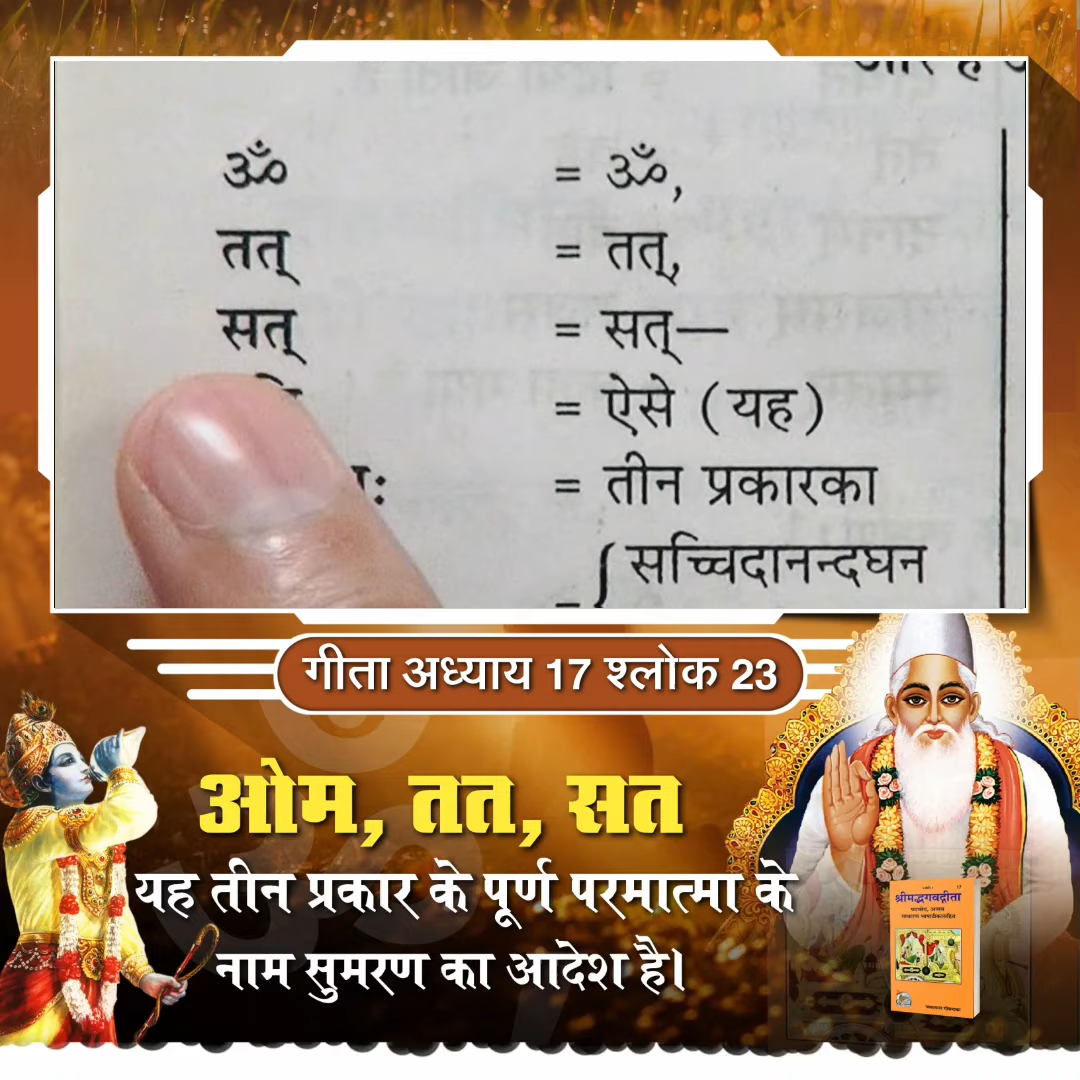 ॐ = ॐ,
तत् = तत्,
सत् = सत्—
= ऐसे ( यह )
= तीन प्रकारका
सच्चिदानन्दघन
गीता अध्याय 17 श्लोक 23
ओम, तत, सत
यह तीन प्रकार के पूर्ण परमात्मा के
नाम सुमरण का आदेश है।
श्रीमद्भगवद्गीता